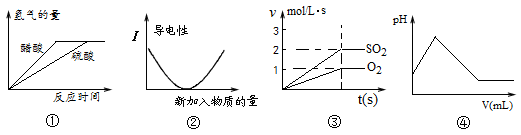 氢气的量
醋酸
硫酸
反应时间
①
导电性
I
新加入物质的量
②
v mol/L·s
3
2
1
SO₂
O₂
t(s)
③
pH
V(mL)
④